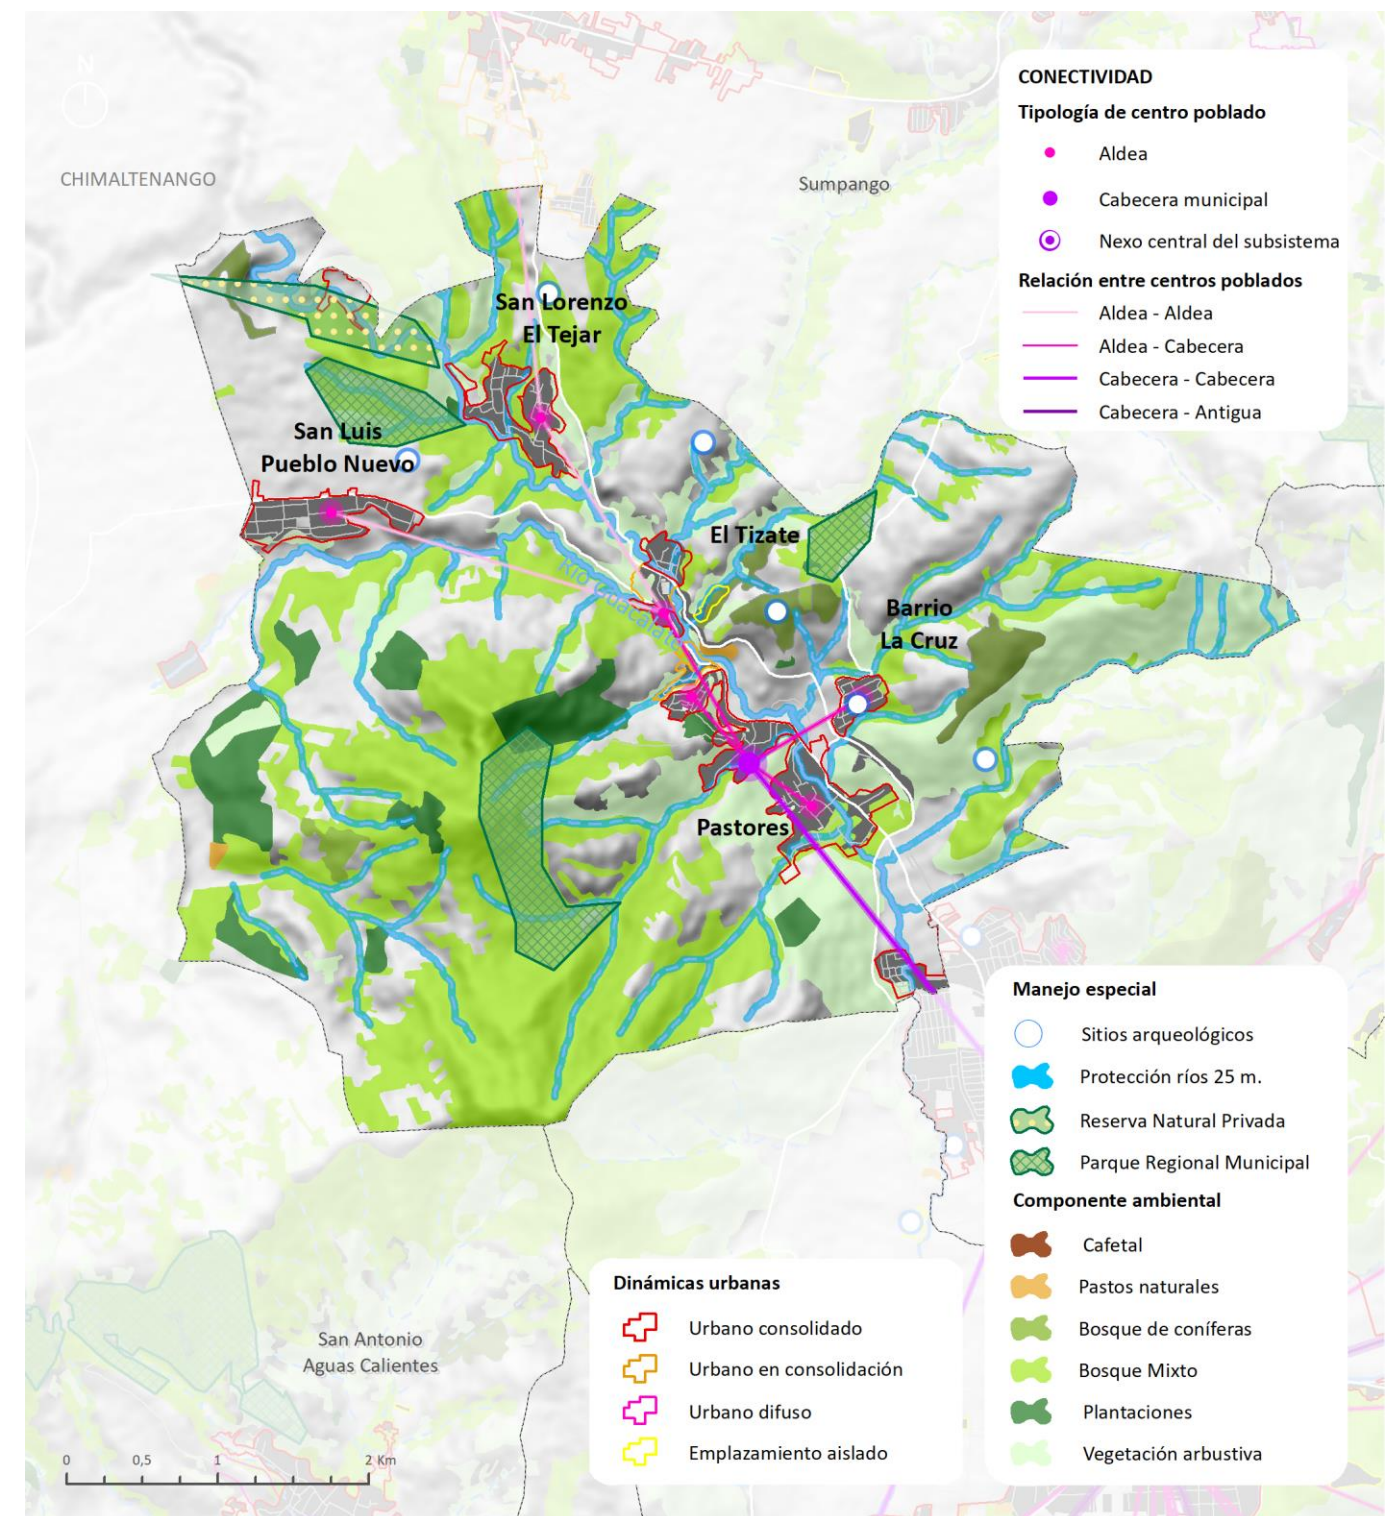 N
CHIMALTENANGO
Sumpango
CONECTIVIDAD
Tipología de centro poblado
Aldea
Cabecera municipal
Nexo central del subsistema
Relación entre centros poblados
Aldea - Aldea
Aldea - Cabecera
Cabecera - Cabecera
Cabecera - Antigua
San Lorenzo
El Tejar
San Luis
Pueblo Nuevo
El Tizate
Río Guacalate
Barrio
La Cruz
Pastores
Manejo especial
Sitios arqueológicos
Protección ríos 25 m.
Reserva Natural Privada
Parque Regional Municipal
Componente ambiental
Cafetal
Pastos naturales
Bosque de coníferas
Bosque Mixto
Plantaciones
Vegetación arbustiva
Dinámicas urbanas
Urbano consolidado
Urbano en consolidación
Urbano difuso
Emplazamiento aislado
San Antonio
Aguas Calientes
0 0,5 1 2 Km